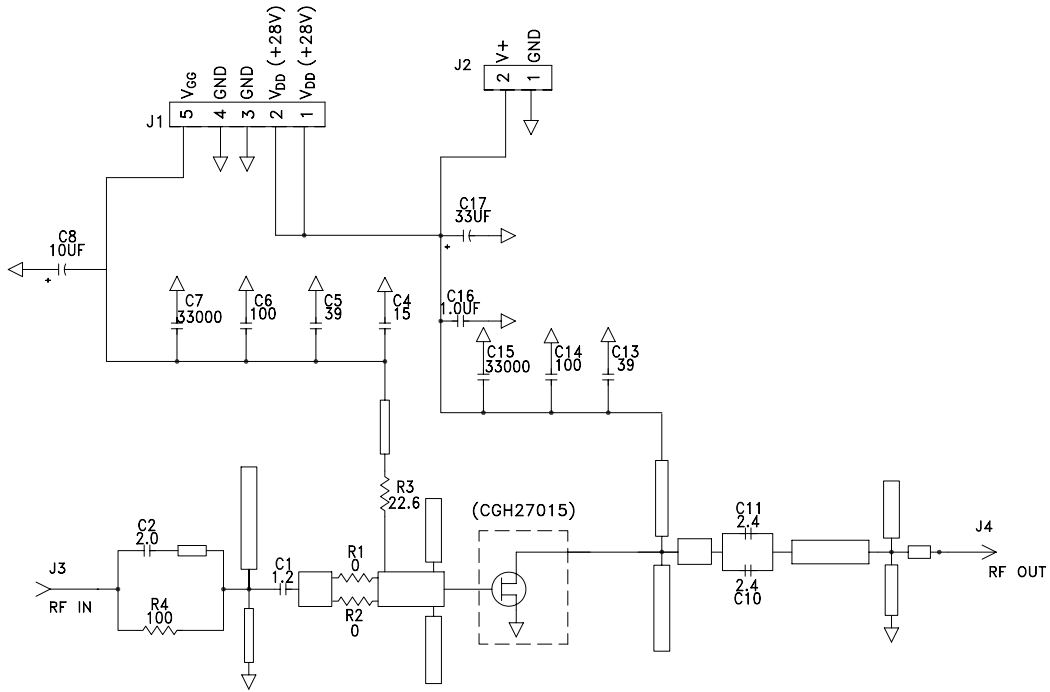 VGG
GND
GND
VDD (+28V)
VDD (+28V)
5
4
3
2
1
J1
J2
V+
GND
2
1
C17
33UF
C8
10UF
C7
33000
C6
100
C5
39
C4
15
C16
1.0UF
C15
33000
C14
100
C13
39
R3
22.6
(CGH27015)
C11
2.4
2.4
C10
J4
RF OUT
C2
2.0
J3
RF IN
R4
100
C1
1.2
R1
0
R2
0